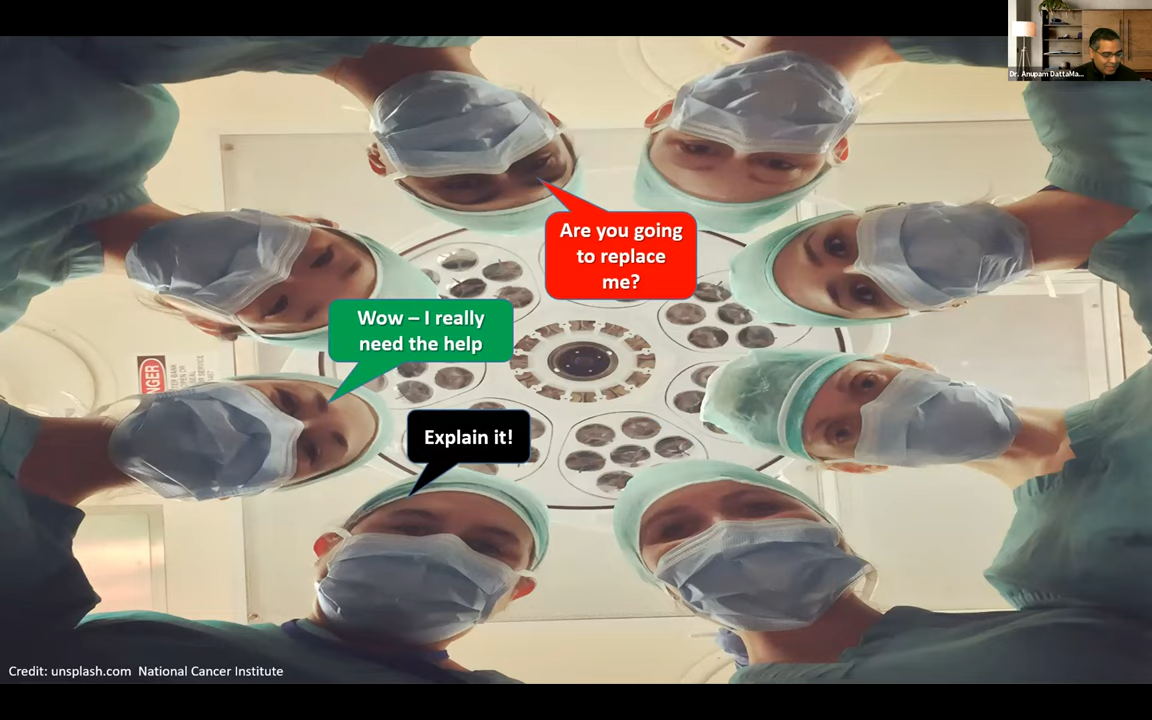 Dr. Anupam DattaMa...
Are you going
to replace
me?
Wow – I really
need the help
Explain it!
Credit: unsplash.com National Cancer Institute